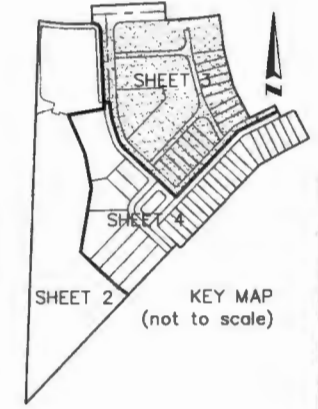 SHEET 3
N
SHEET 4
SHEET 2
KEY MAP
(not to scale)